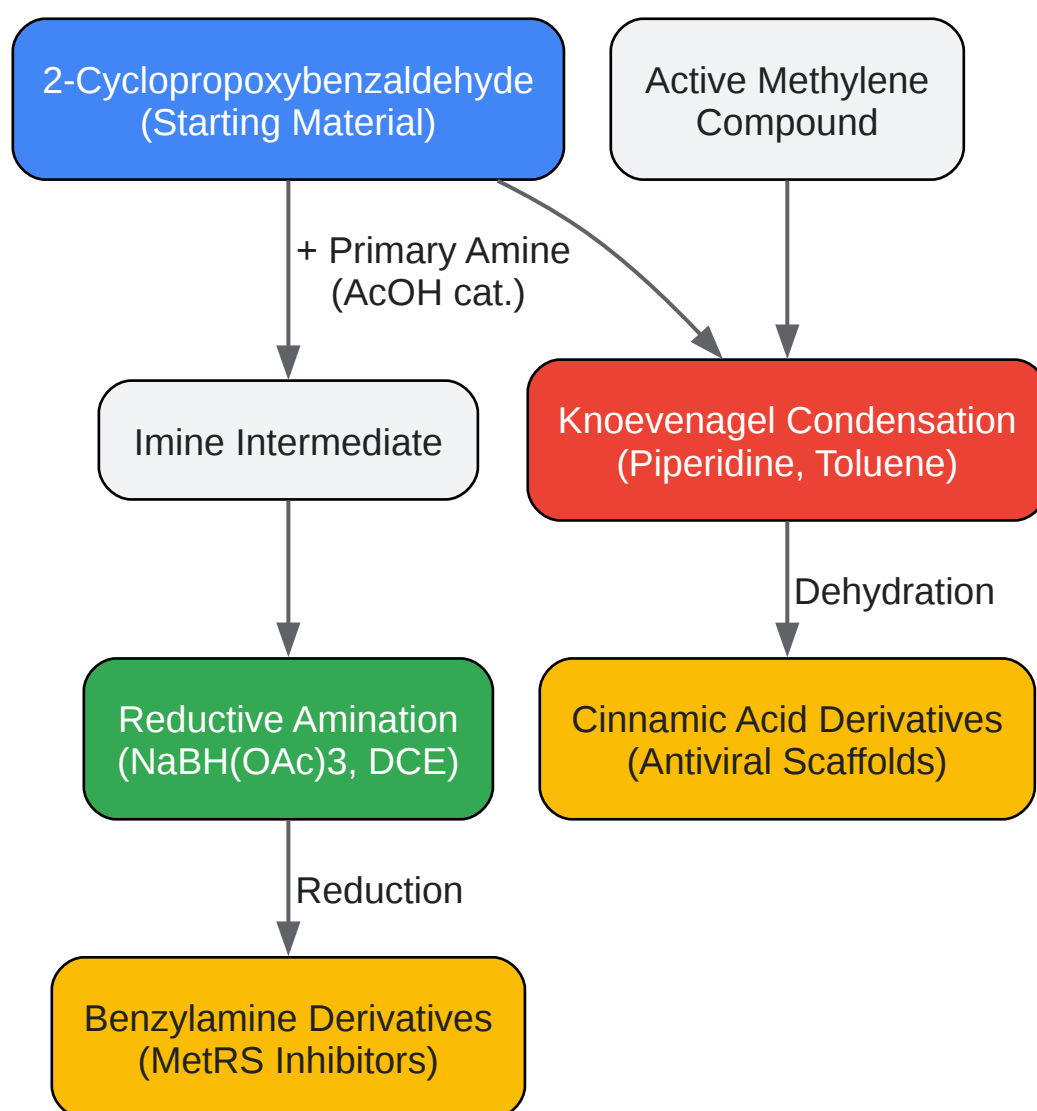 2-Cyclopropoxybenzaldehyde
(Starting Material)
Active Methylene
Compound
+ Primary Amine
(AcOH cat.)
Imine Intermediate
Knoevenagel Condensation
(Piperidine, Toluene)
Dehydration
Reductive Amination
(NaBH(OAc)3, DCE)
Cinnamic Acid Derivatives
(Antiviral Scaffolds)
Reduction
Benzylamine Derivatives
(MetRS Inhibitors)